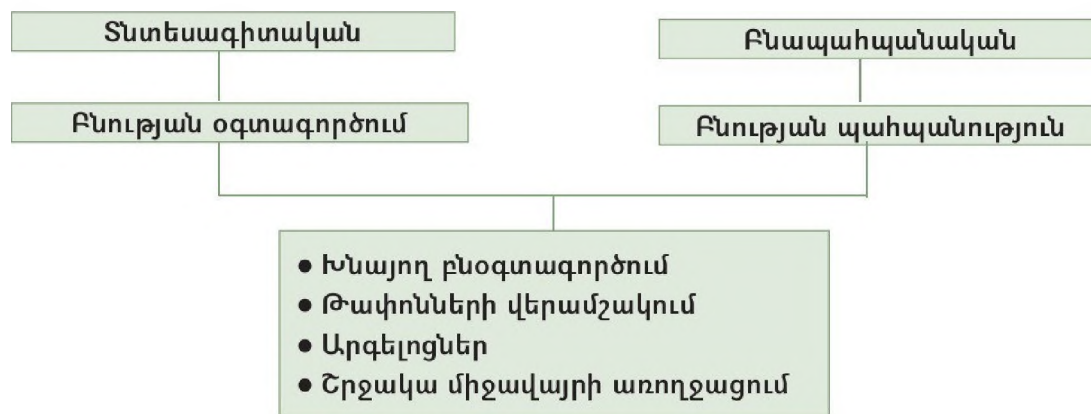 Տնտեսագիտական
Բնապահպանական
Բնության օգտագործում
Բնության պահպանություն
● Խնայող բնօգտագործում
● Թափոնների վերամշակում
● Արգելոցներ
● Շրջակա միջավայրի առողջացում